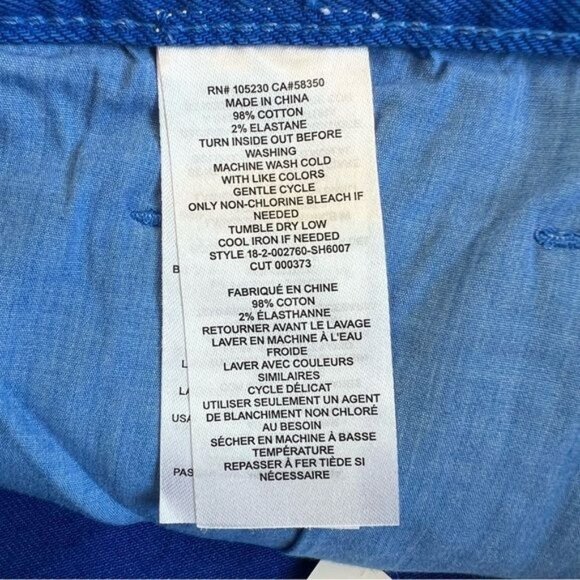 RN# 105230 CA#58350
MADE IN CHINA
98% COTTON
2% ELASTANE
TURN INSIDE OUT BEFORE
WASHING
MACHINE WASH COLD
WITH LIKE COLORS
GENTLE CYCLE
ONLY NON-CHLORINE BLEACH IF
NEEDED
TUMBLE DRY LOW
COOL IRON IF NEEDED
STYLE 18-2-002760-SH6007
CUT 000373
FABRIQUÉ EN CHINE
98% COTON
2% ÉLASTHANNE
RETOURNER AVANT LE LAVAGE
LAVER EN MACHINE À L'EAU
FROIDE
LAVER AVEC COULEURS
SIMILAIRES
CYCLE DÉLICAT
UTILISER SEULEMENT UN AGENT
DE BLANCHIMENT NON CHLORÉ
AU BESOIN
SÉCHER EN MACHINE À BASSE
TEMPÉRATURE
REPASSER À FER TIÈDE SI
NÉCESSAIRE